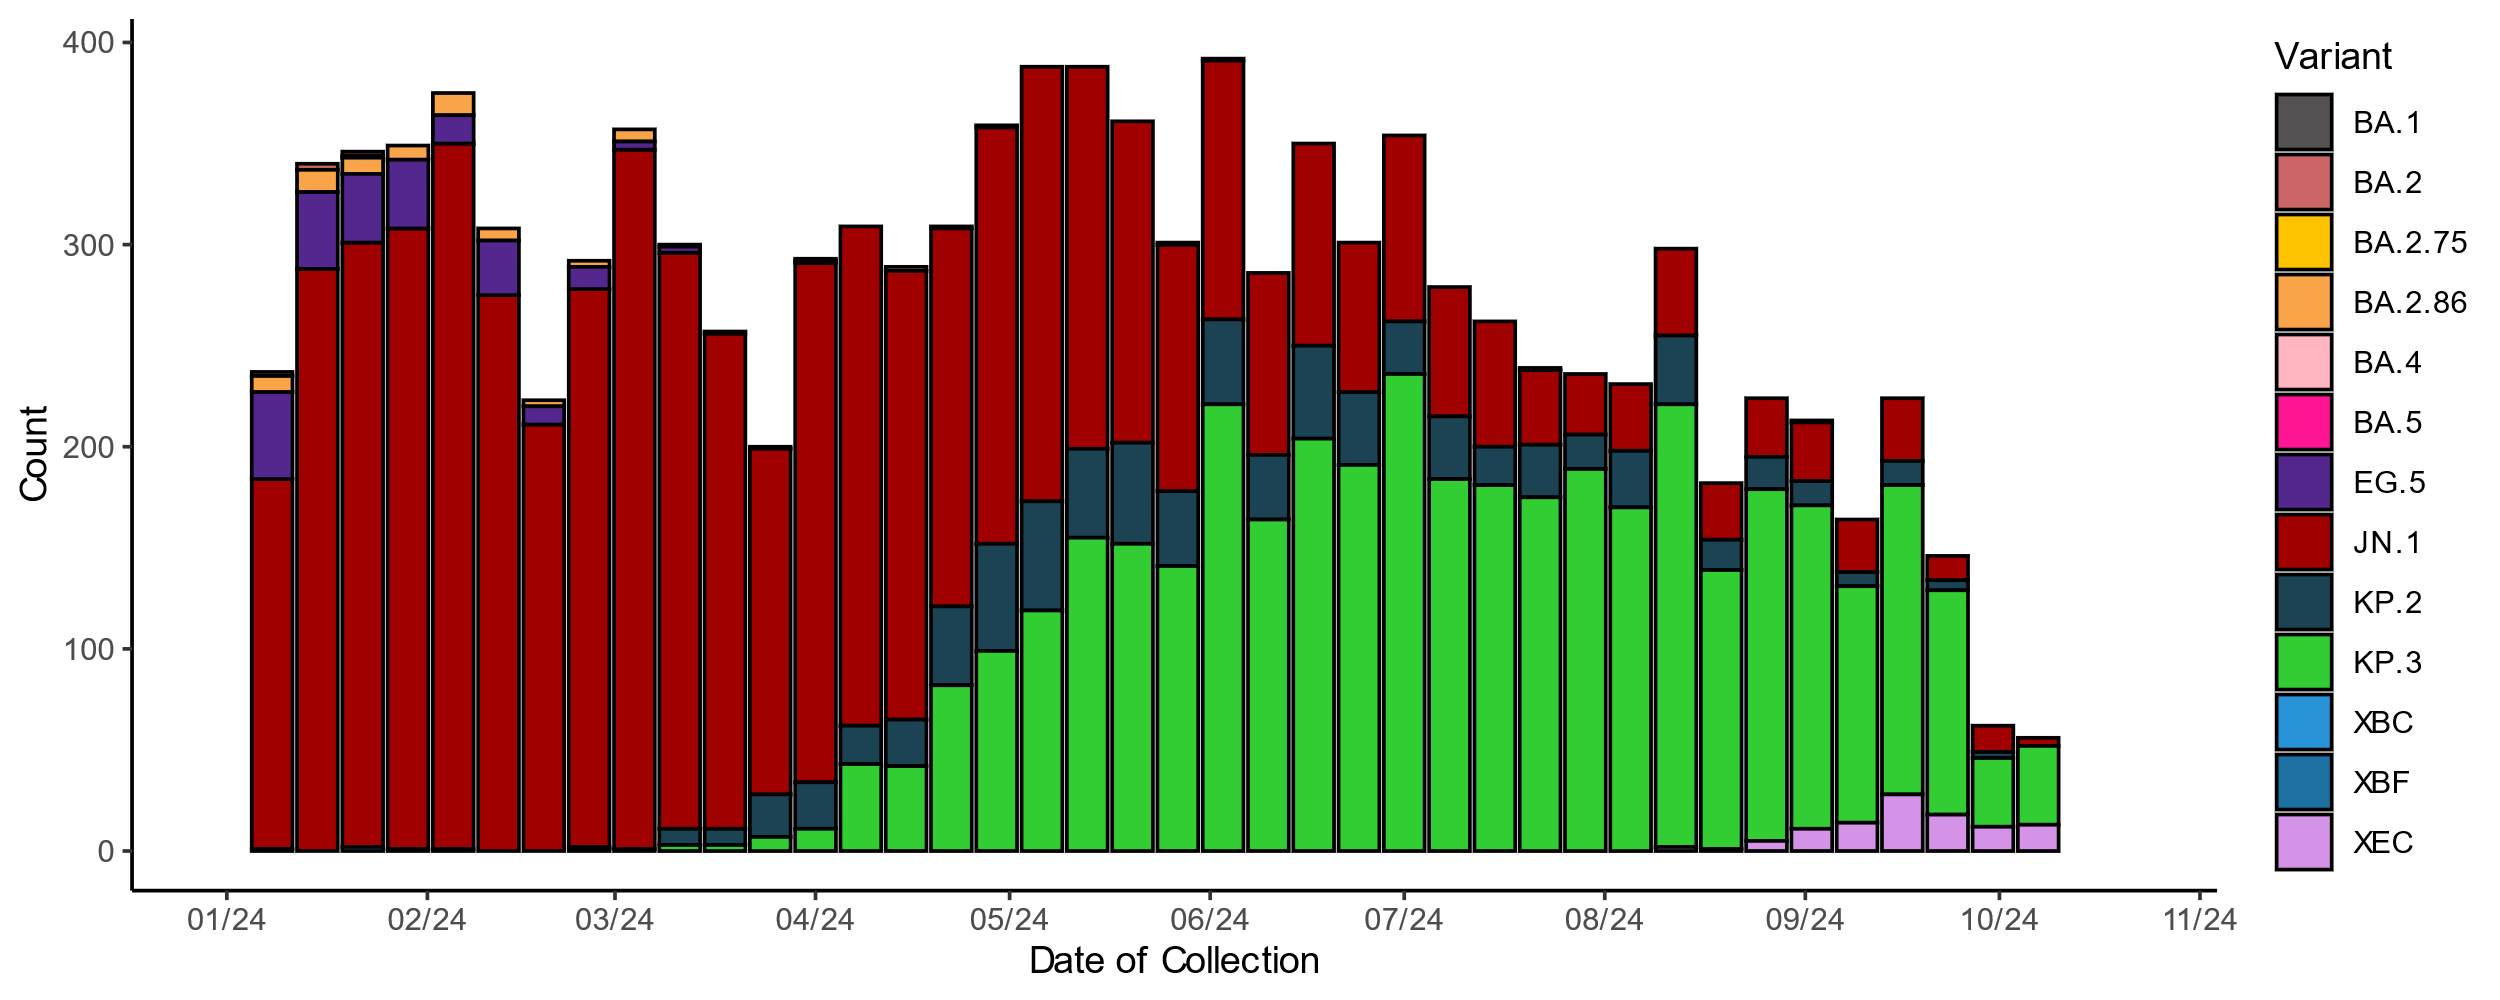 400
300
200
100
0
Count
01/24
02/24
03/24
04/24
05/24
06/24
07/24
08/24
09/24
10/24
11/24
Date of Collection
Variant
BA.1
BA.2
BA.2.75
BA.2.86
BA.4
BA.5
EG.5
JN.1
KP.2
KP.3
XBC
XBF
XEC